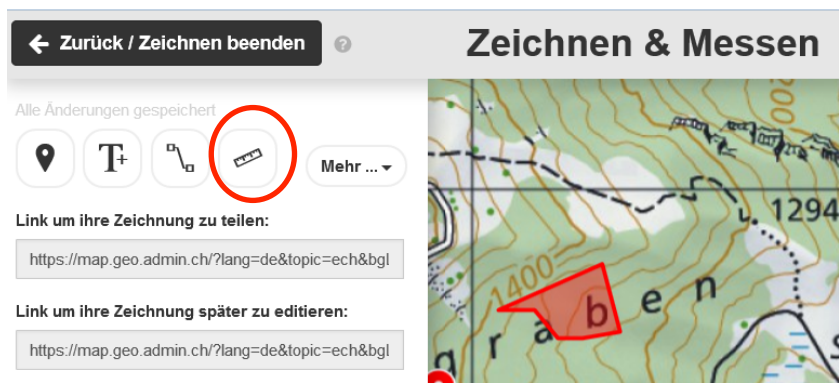 Zurück / Zeichnen beenden
?
Zeichnen & Messen
Alle Änderungen gespeichert
T+
Mehr ...
Link um ihre Zeichnung zu teilen:
https://map.geo.admin.ch/?lang=de&topic=ech&bgl
Link um ihre Zeichnung später zu editieren:
https://map.geo.admin.ch/?lang=de&topic=ech&bgl
1294
1400
g r a b e n